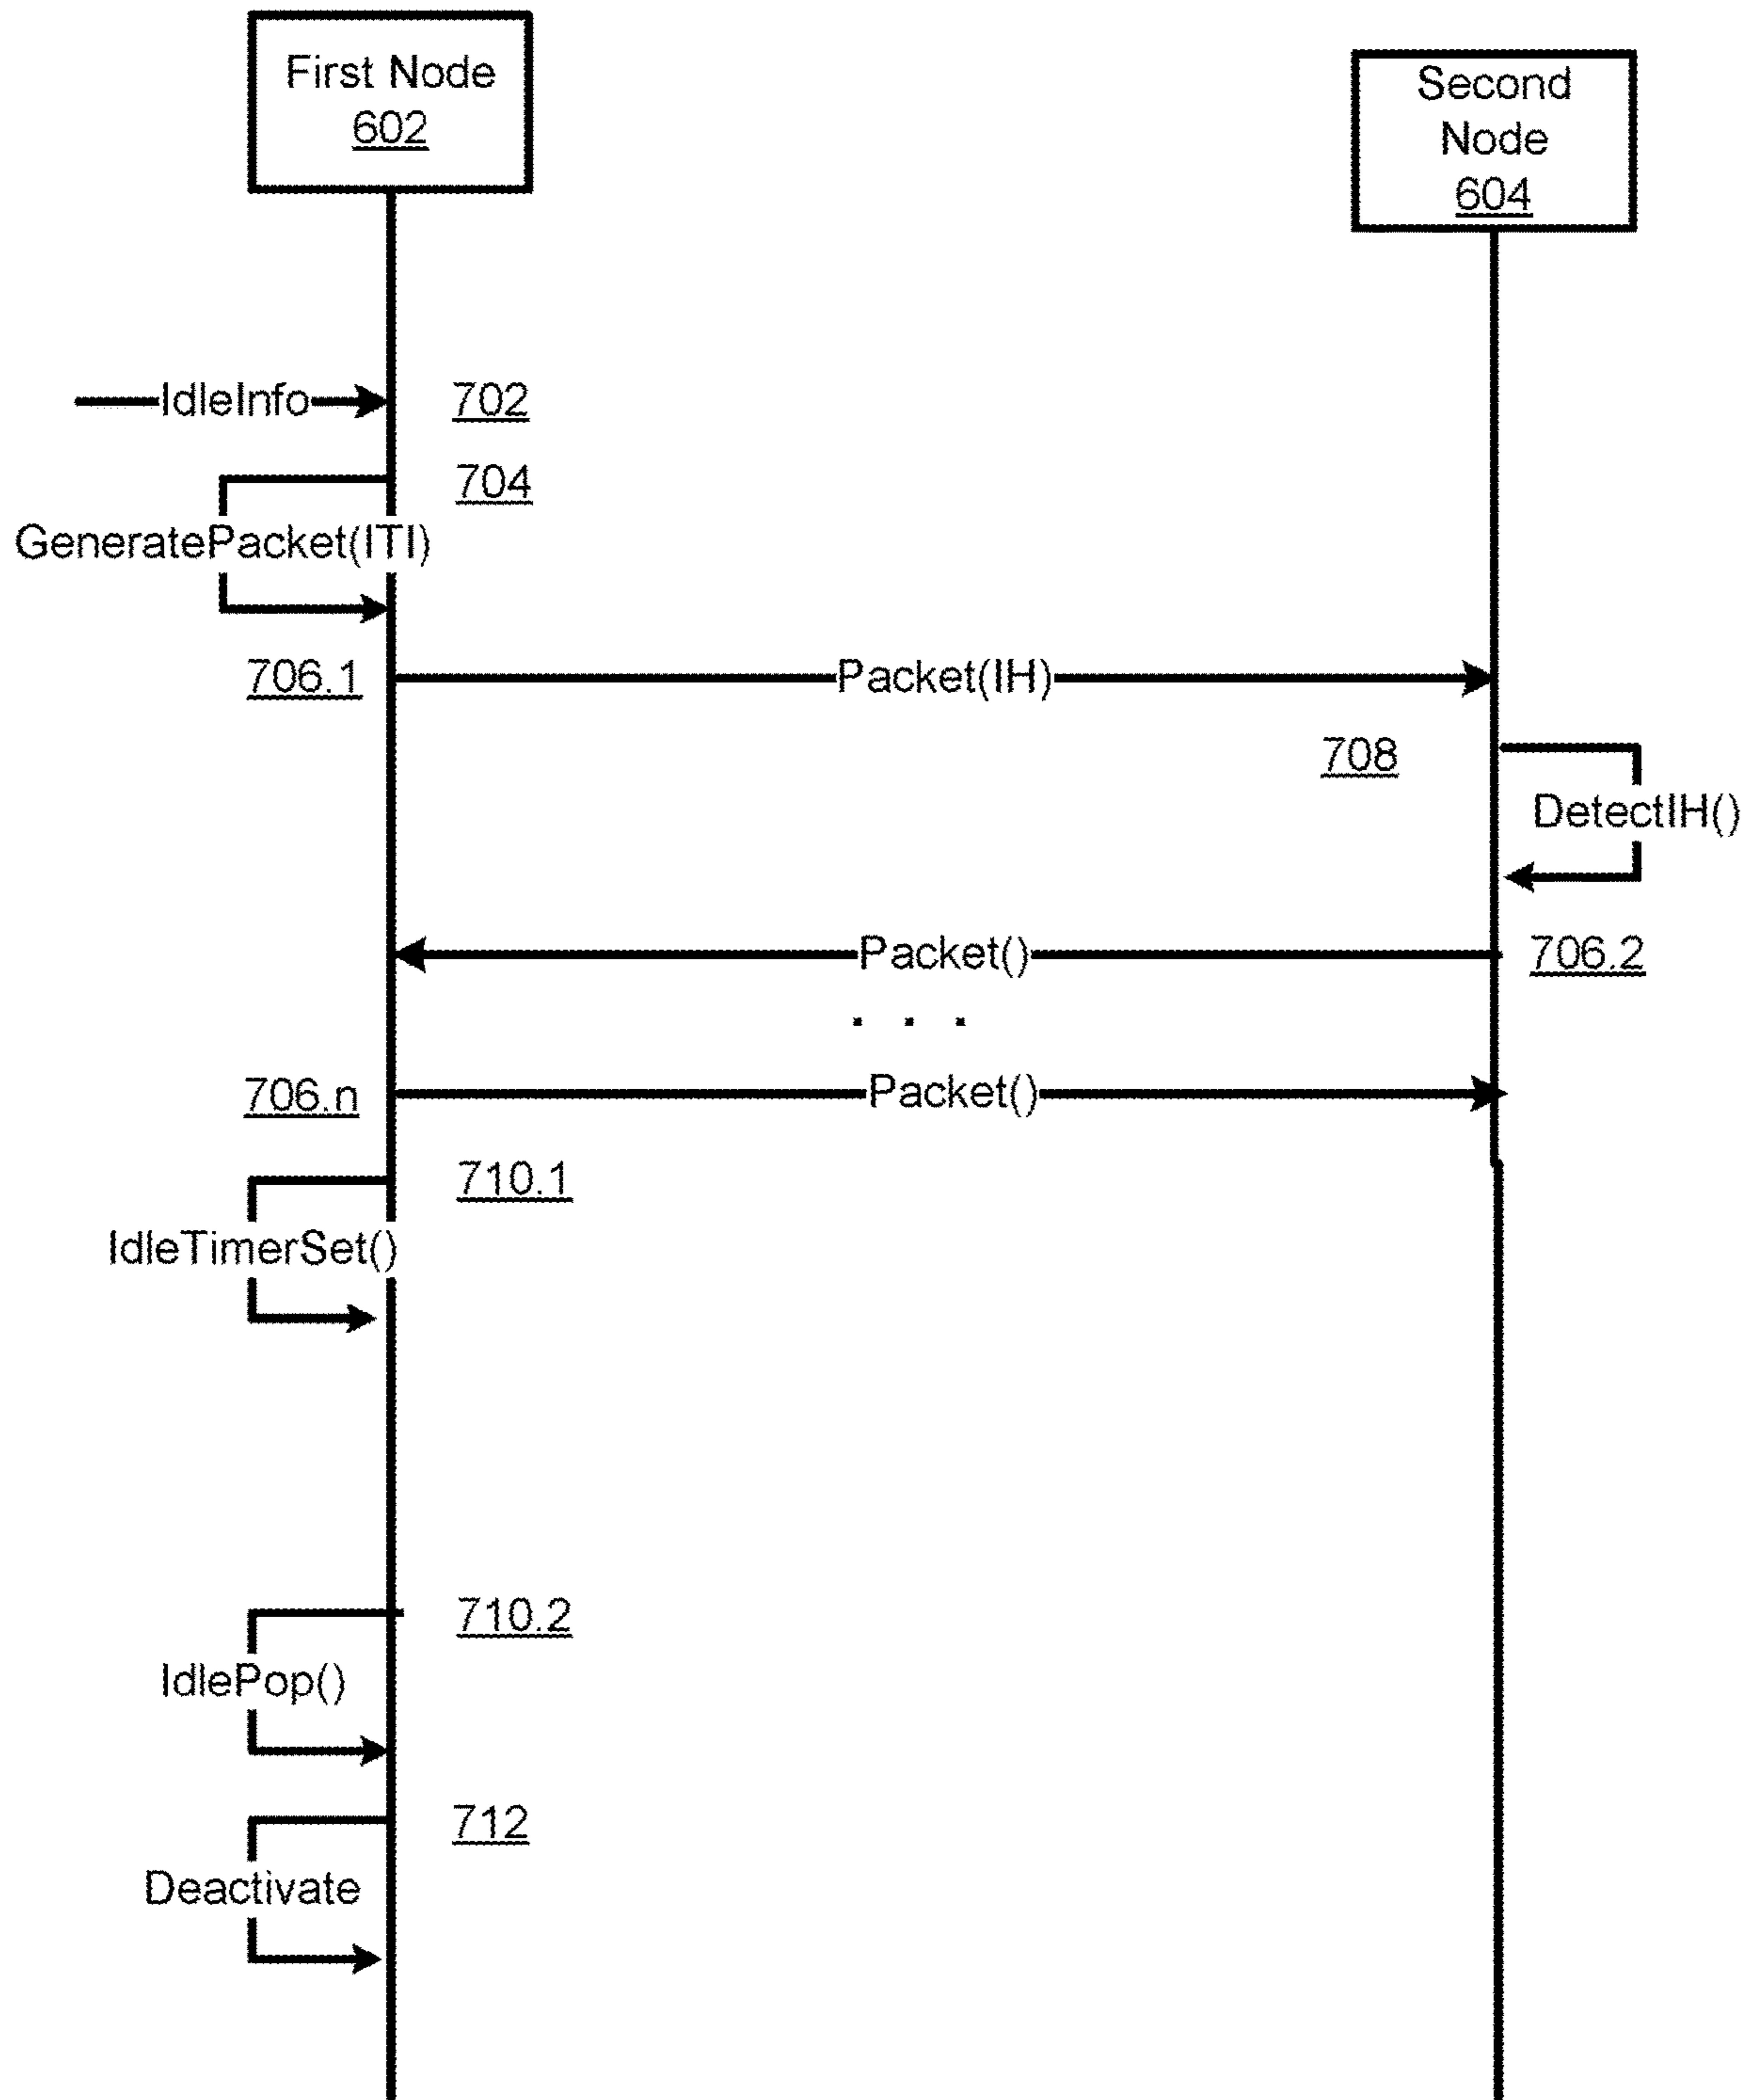 First Node
602
Second
Node
604
IdleInfo
702
704
GeneratePacket(ITI)
706.1
Packet(IH)
708
DetectIH()
Packet()
706.2
. . .
706.n
Packet()
710.1
IdleTimerSet()
710.2
IdlePop()
712
Deactivate